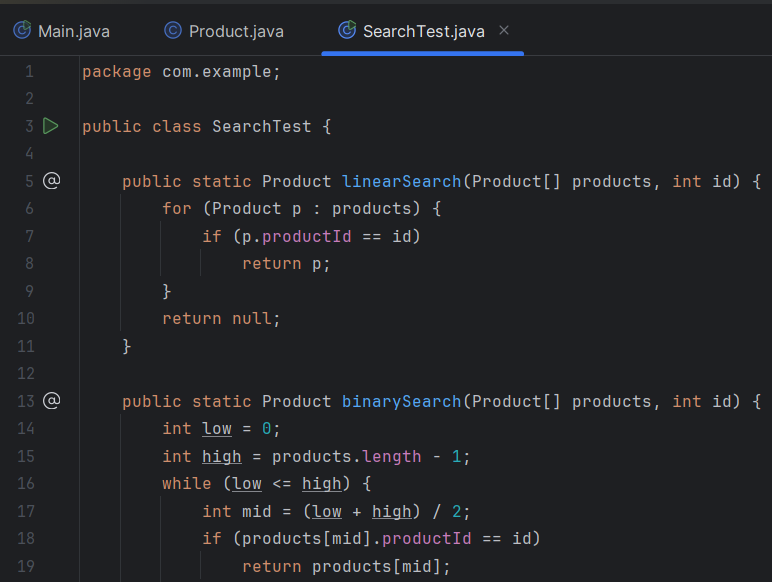 Main.java Product.java SearchTest.java
1 package com.example;
2
3 public class SearchTest {
4
5 public static Product linearSearch(Product[] products, int id) {
6 for (Product p : products) {
7 if (p.productId == id)
8 return p;
9 }
10 return null;
11 }
12
13 public static Product binarySearch(Product[] products, int id) {
14 int low = 0;
15 int high = products.length - 1;
16 while (low <= high) {
17 int mid = (low + high) / 2;
18 if (products[mid].productId == id)
19 return products[mid];